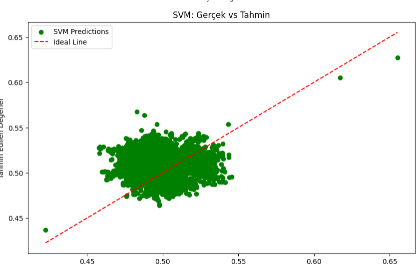 SVM: Gerçek vs Tahmin
SVM Predictions
Ideal Line
0.65
0.60
0.55
0.50
0.45
Tahmin Edilen Değerler
0.45
0.50
0.55
0.60
0.65